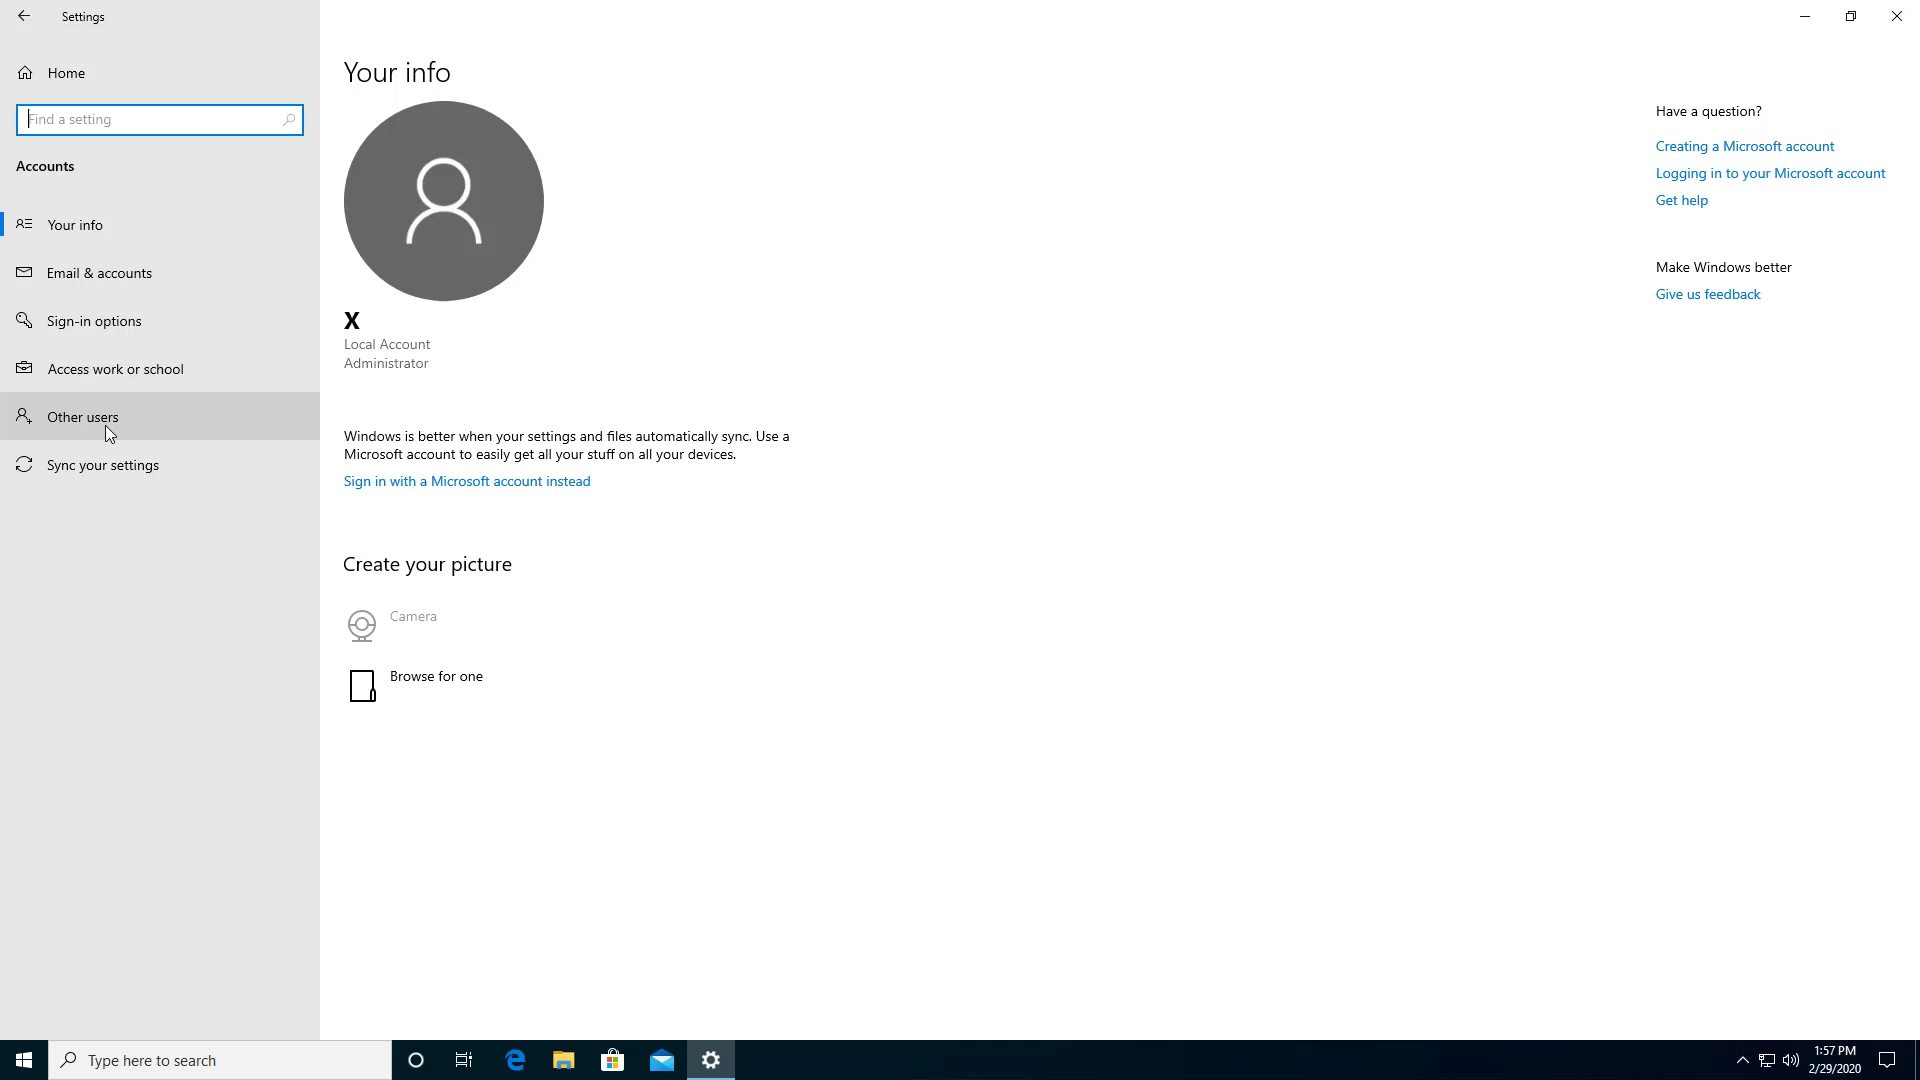 Settings
Home
Find a setting
Accounts
Your info
Email & accounts
Sign-in options
Access work or school
Other users
Sync your settings
Your info
X
Local Account
Administrator
Windows is better when your settings and files automatically sync. Use a
Microsoft account to easily get all your stuff on all your devices.
Sign in with a Microsoft account instead
Create your picture
Camera
Browse for one
Have a question?
Creating a Microsoft account
Logging in to your Microsoft account
Get help
Make Windows better
Give us feedback
Type here to search
1:57 PM
2/29/2020